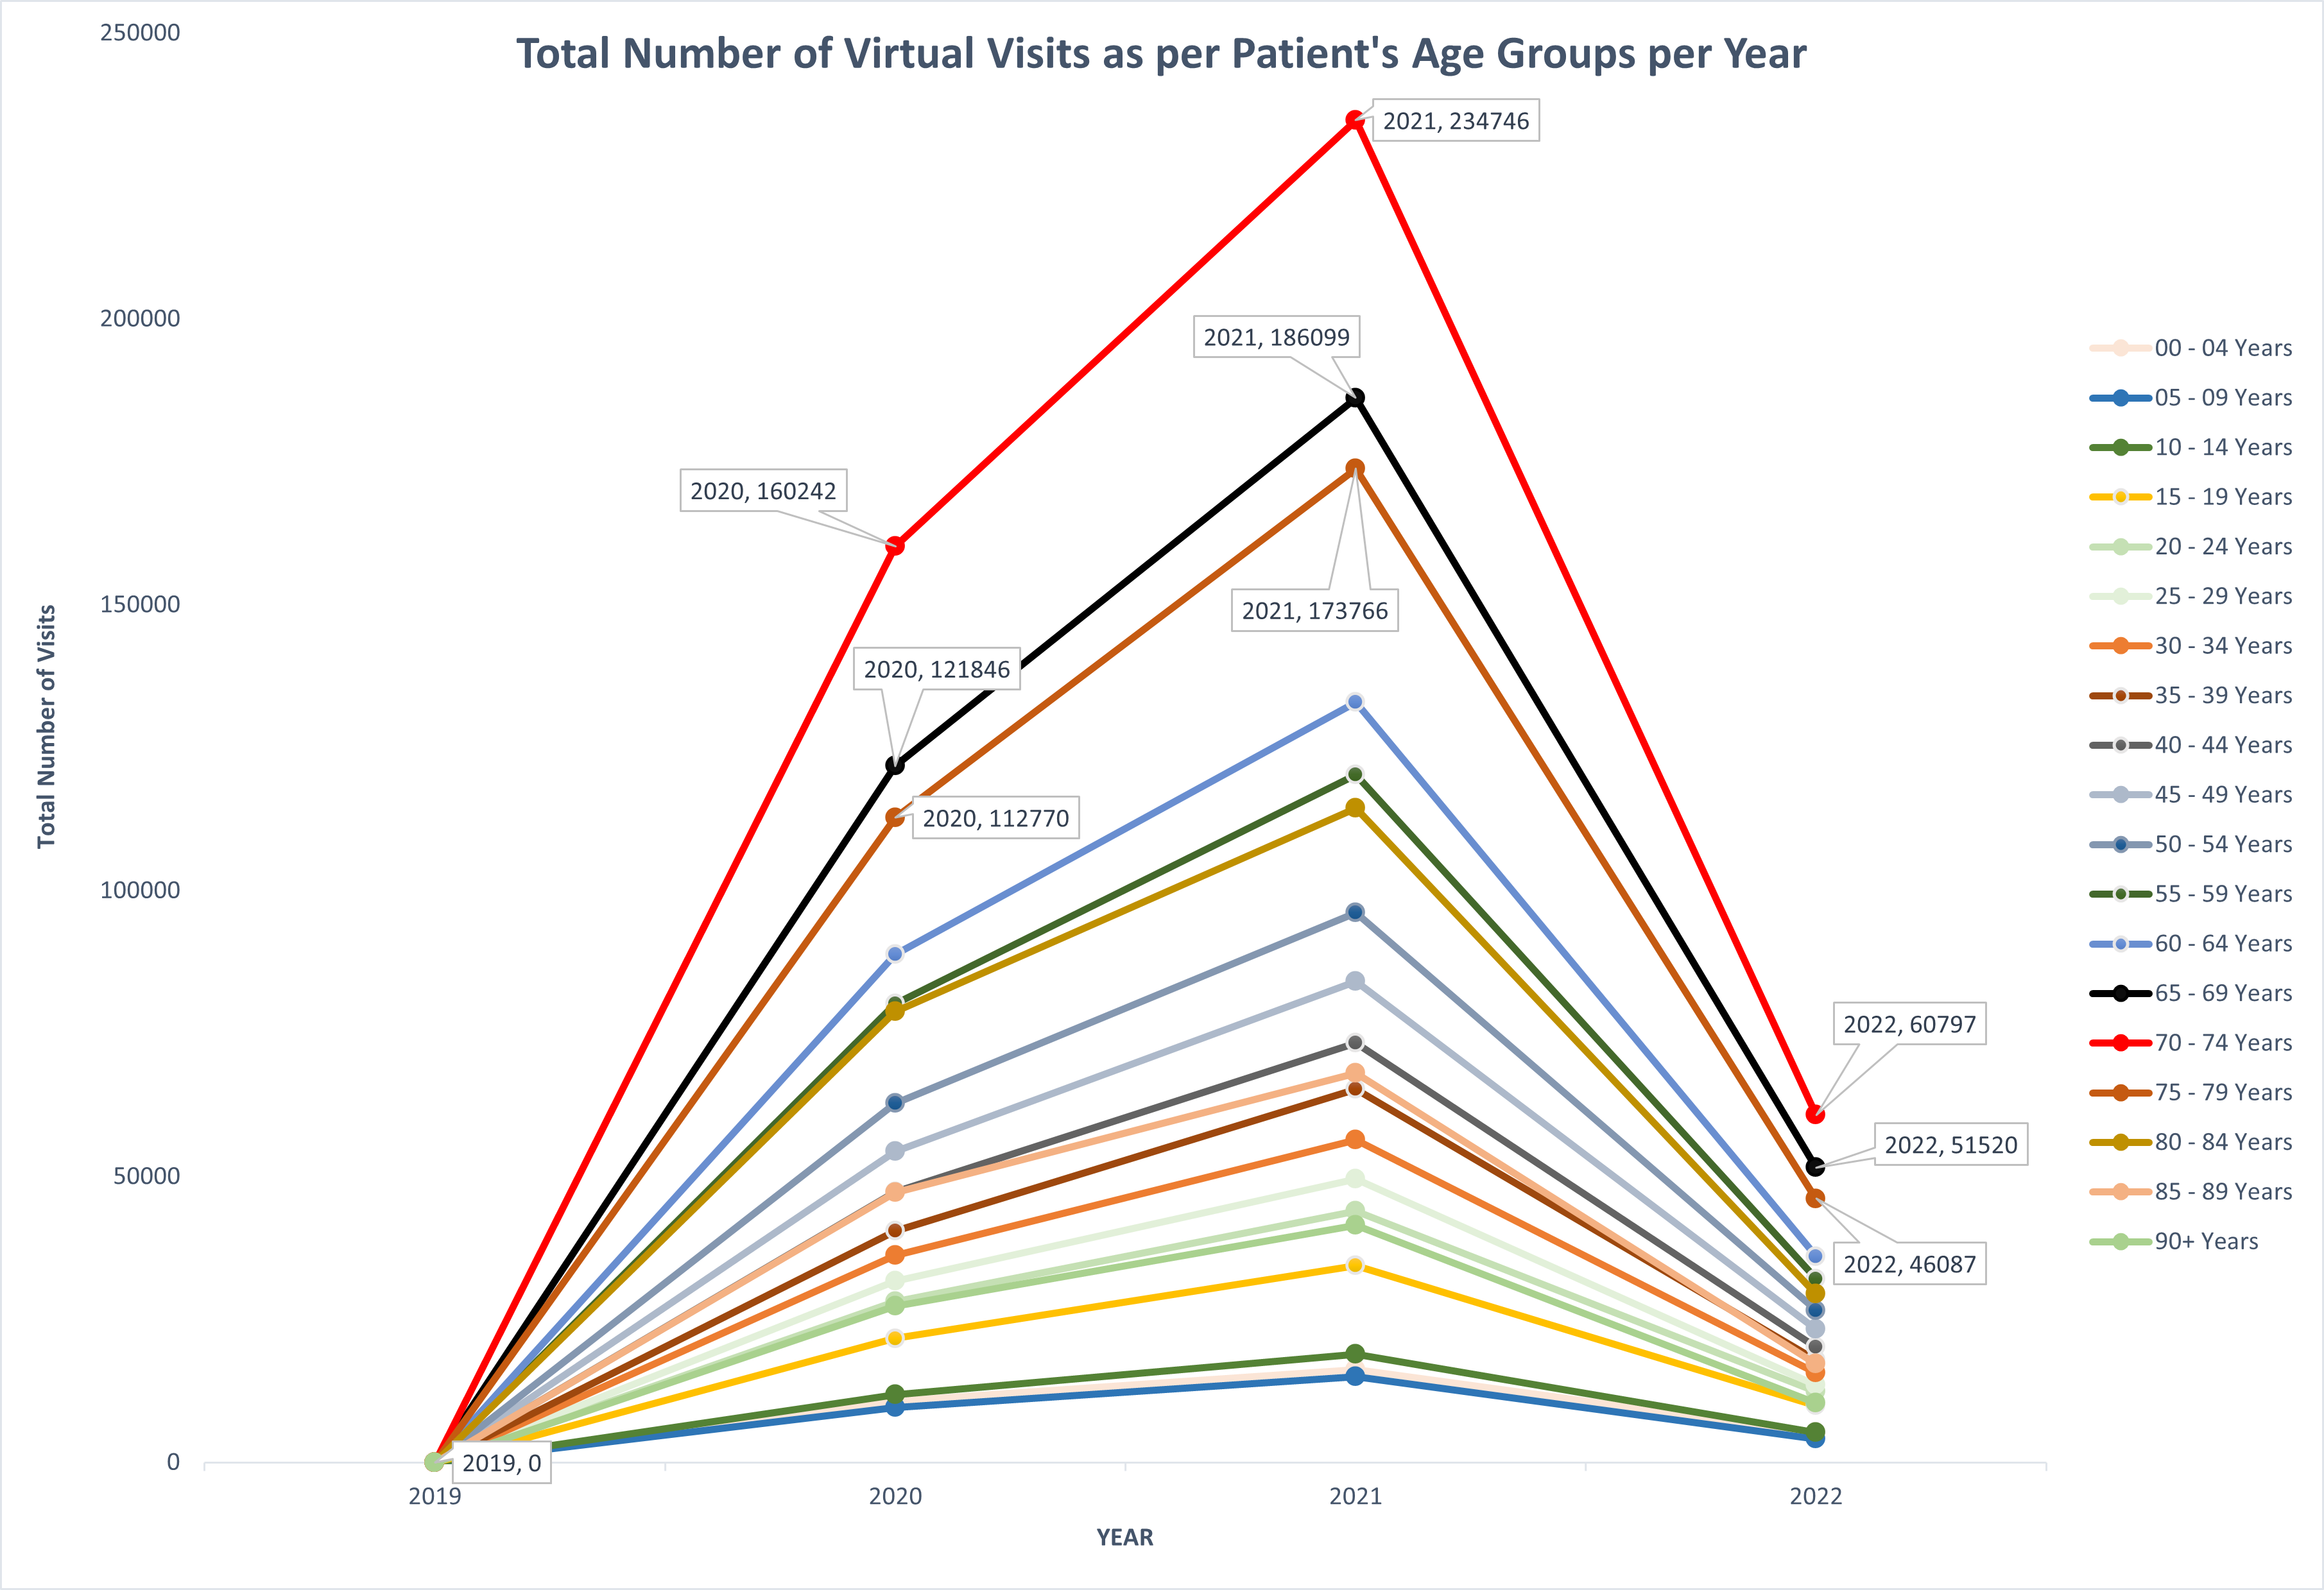 Total Number of Virtual Visits as per Patient's Age Groups per Year
250000
200000
150000
100000
50000
0
Total Number of Visits
2021, 234746
2021, 186099
2020, 160242
2021, 173766
2020, 121846
2020, 112770
2022, 60797
2022, 51520
2022, 46087
2019, 0
2019
2020
2021
2022
YEAR
00 - 04 Years
05 - 09 Years
10 - 14 Years
15 - 19 Years
20 - 24 Years
25 - 29 Years
30 - 34 Years
35 - 39 Years
40 - 44 Years
45 - 49 Years
50 - 54 Years
55 - 59 Years
60 - 64 Years
65 - 69 Years
70 - 74 Years
75 - 79 Years
80 - 84 Years
85 - 89 Years
90+ Years